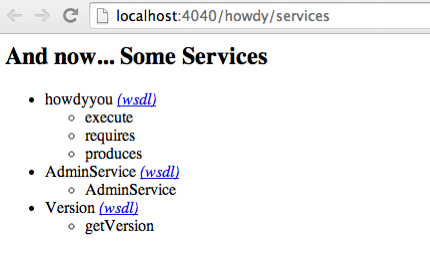 localhost:4040/howdy/services
And now... Some Services
howdyyou (wsdl)
execute
requires
produces
AdminService (wsdl)
AdminService
Version (wsdl)
getVersion